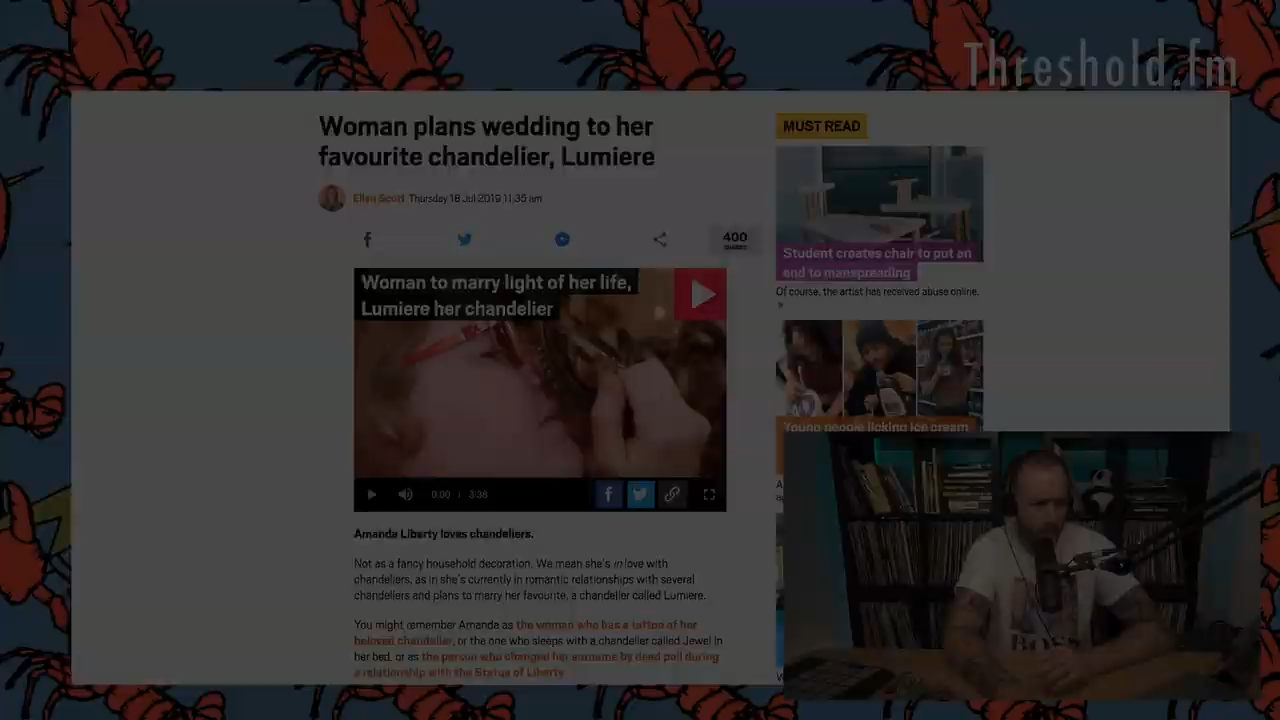 Threshold.fm
Woman plans wedding to her
favourite chandelier, Lumiere
Ellen Scott Thursday 18 Jul 2019 11:35 am
400
SHARES
Woman to marry light of her life,
Lumiere her chandelier
0:00 / 3:36
Amanda Liberty loves chandeliers.
Not as a fancy household decoration. We mean she's in love with
chandeliers, as in she's currently in romantic relationships with several
chandeliers and plans to marry her favourite, a chandelier called Lumiere.
You might remember Amanda as the woman who has a tattoo of her
beloved chandelier, or the one who sleeps with a chandelier called Jewel in
her bed, or as the person who changed her surname by deed poll during
a relationship with the Statue of Liberty.
MUST READ
Student creates chair to put an
end to manspreading
Of course, the artist has received abuse online.
»
Young people licking ice cream
BOSS